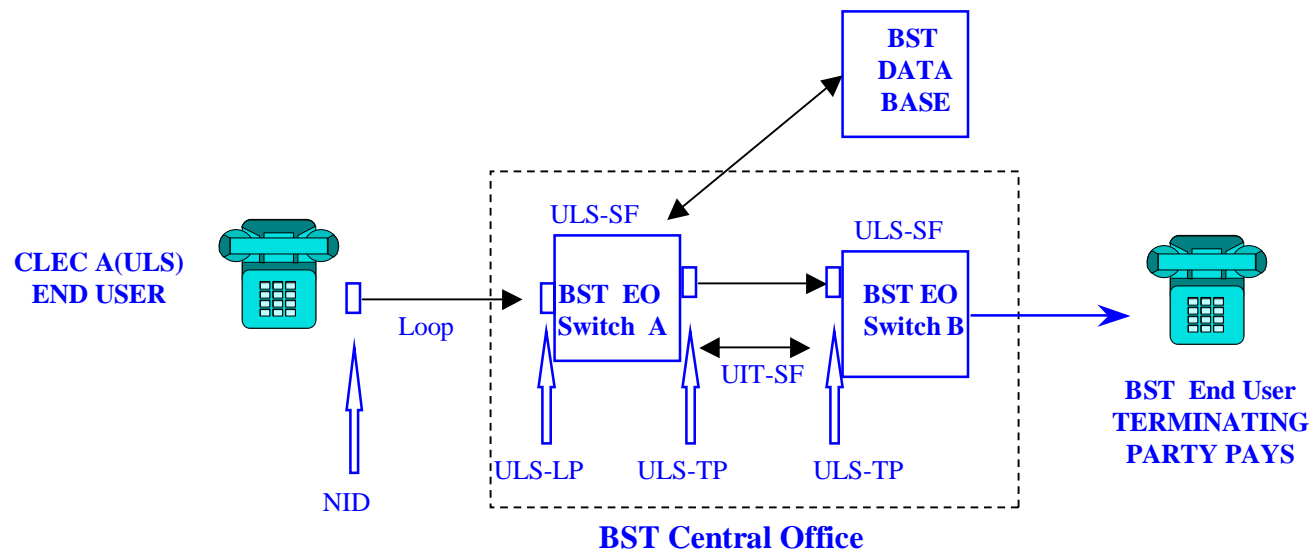 BST
DATA
BASE
ULS-SF
ULS-SF
CLEC A(ULS)
END USER
Loop
BST EO
Switch A
UIT-SF
BST EO
Switch B
NID
ULS-LP
ULS-TP
ULS-TP
BST End User
TERMINATING
PARTY PAYS
BST Central Office